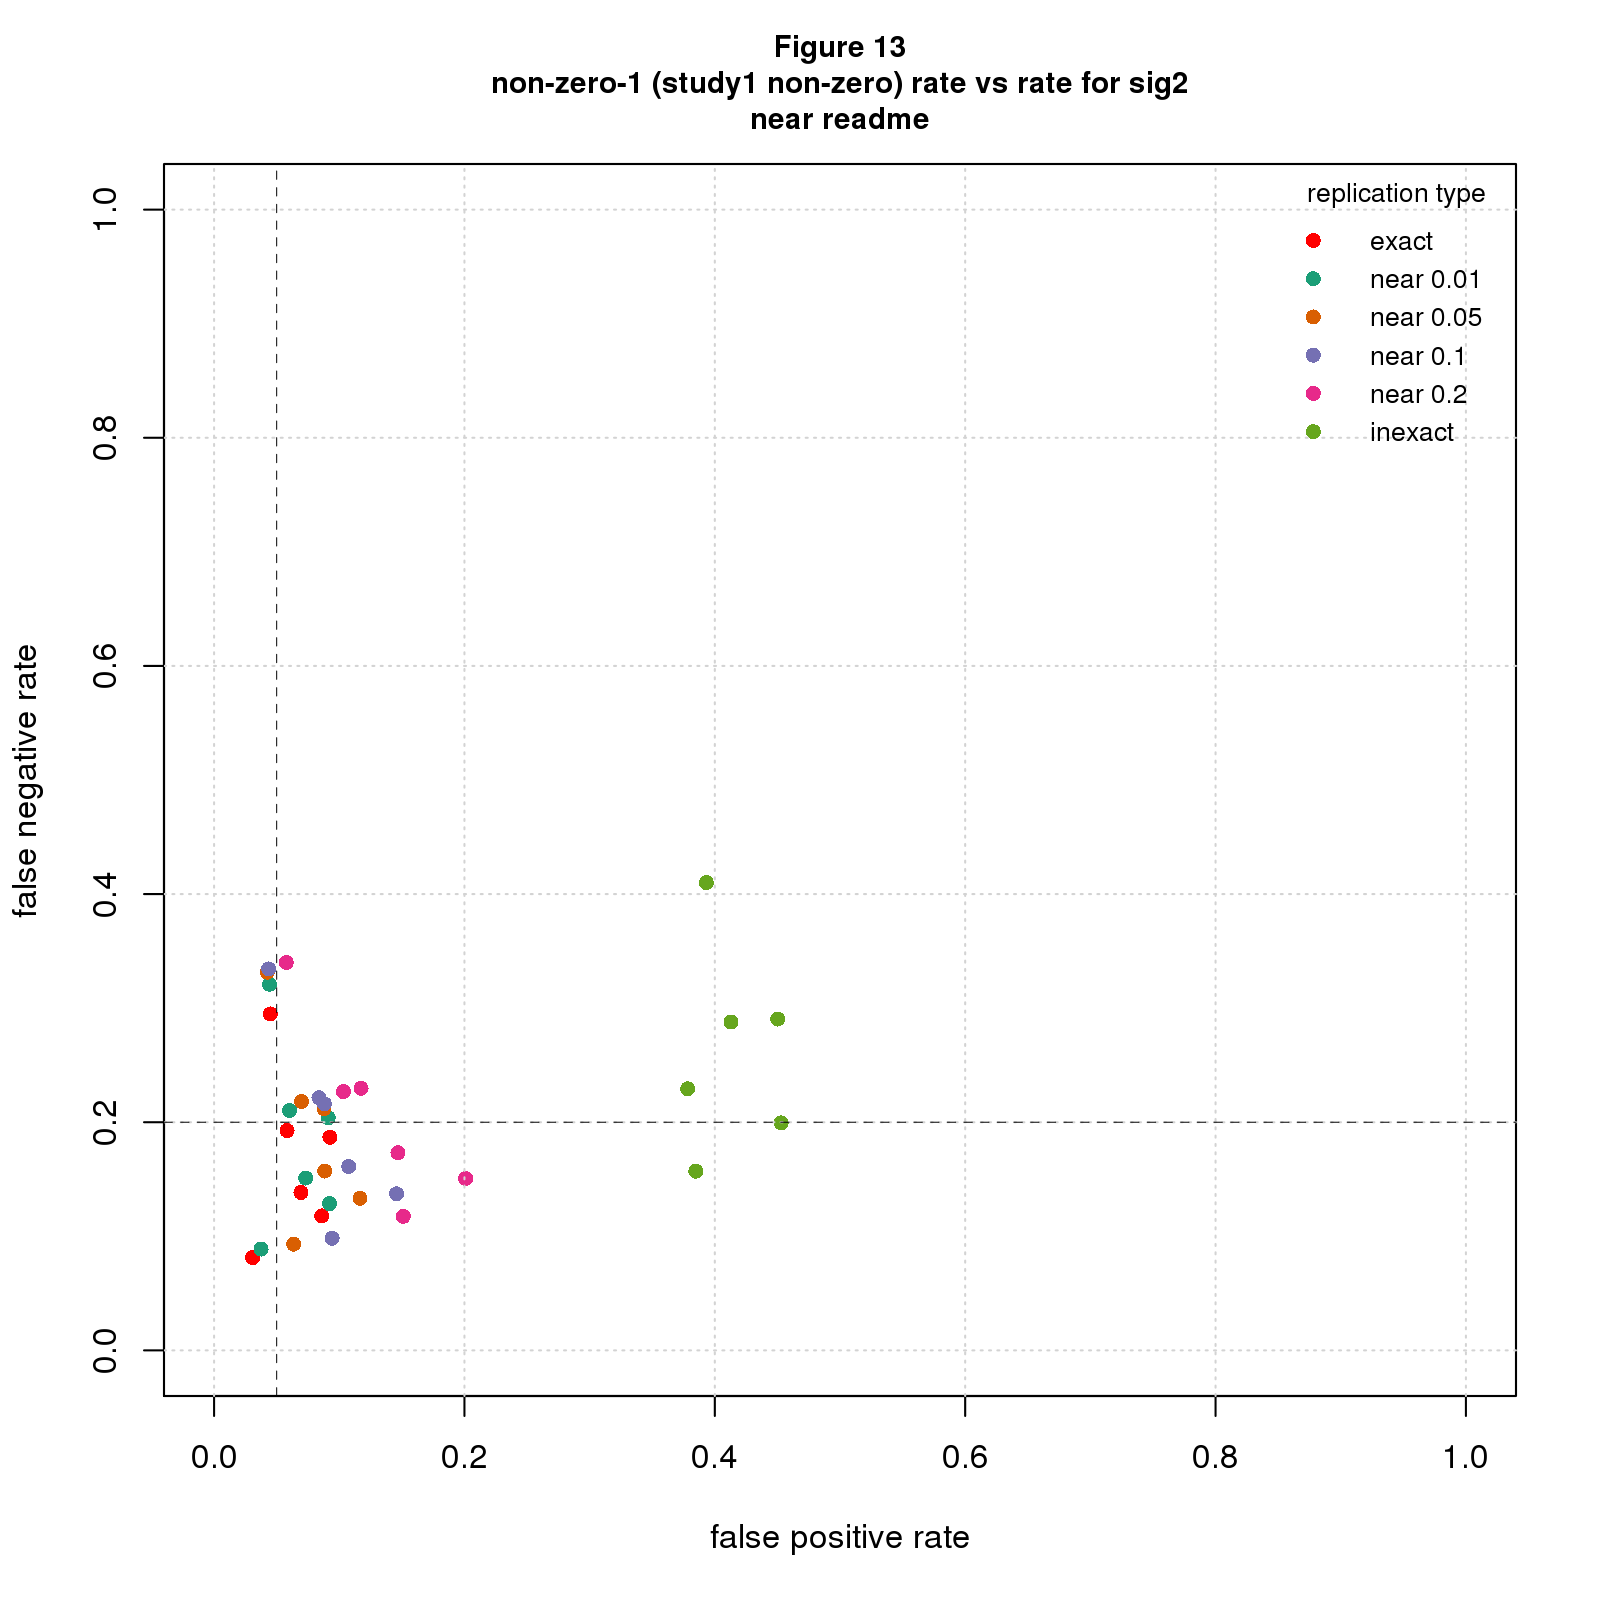 Figure 13
non-zero-1 (study1 non-zero) rate vs rate for sig2
near readme
replication type
exact
near 0.01
near 0.05
near 0.1
near 0.2
inexact
false negative rate
1.0
0.8
0.6
0.4
0.2
0.0
0.0 0.2 0.4 0.6 0.8 1.0
false positive rate